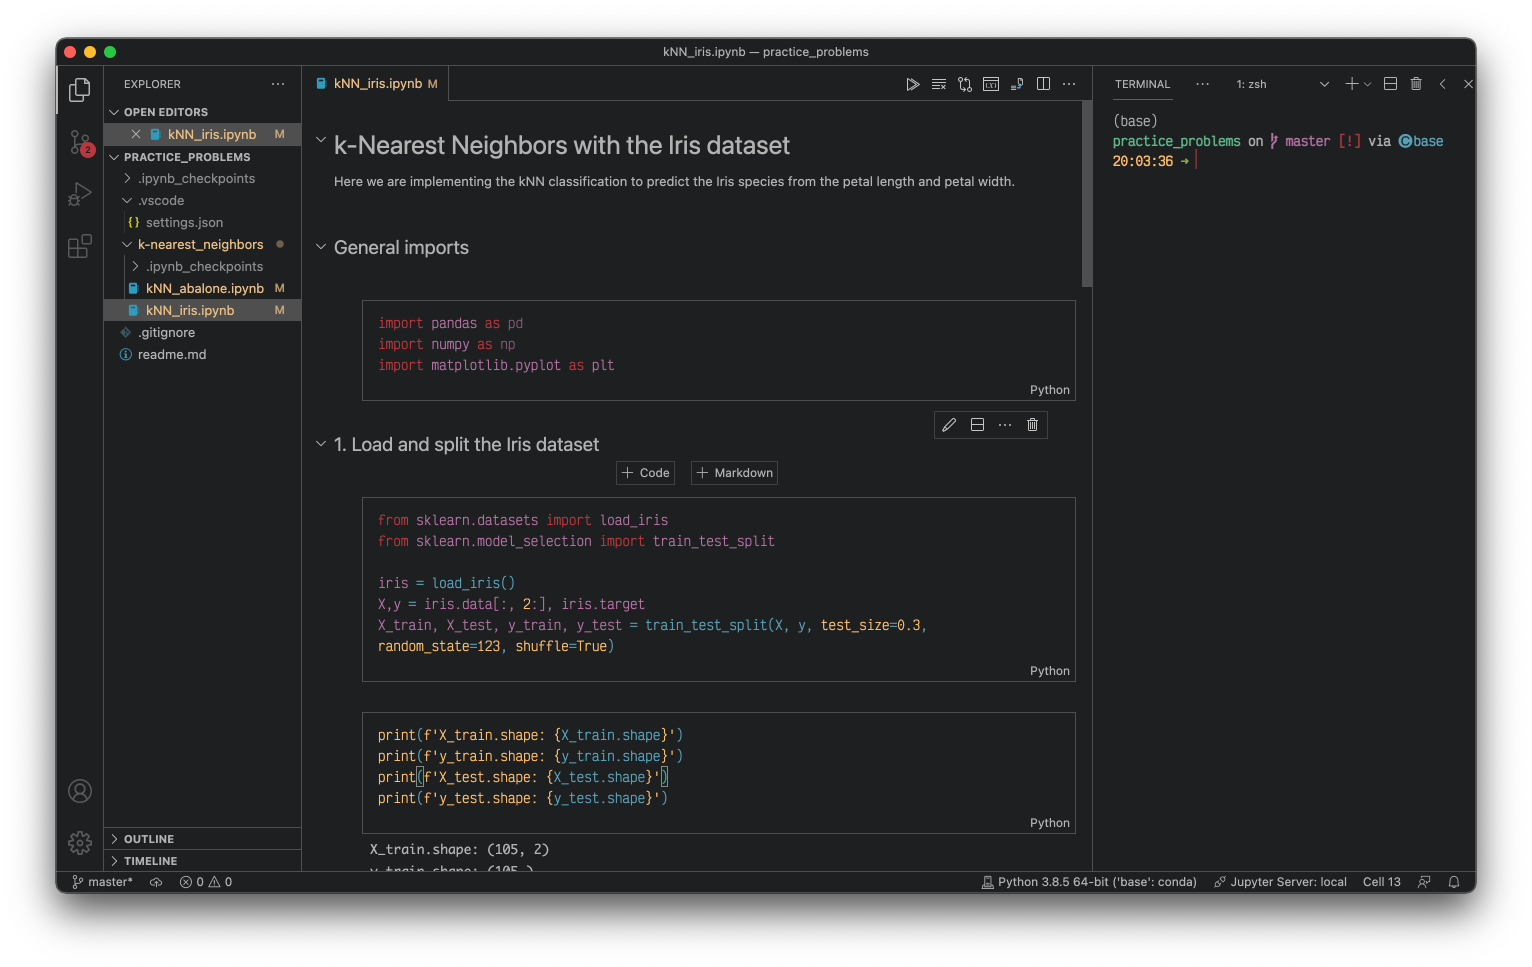 kNN_iris.ipynb — practice_problems
EXPLORER
OPEN EDITORS
kNN_iris.ipynb M
PRACTICE_PROBLEMS
.ipynb_checkpoints
.vscode
{} settings.json
k-nearest_neighbors
.ipynb_checkpoints
kNN_abalone.ipynb M
kNN_iris.ipynb M
.gitignore
readme.md
OUTLINE
TIMELINE
2
kNN_iris.ipynb M
k-Nearest Neighbors with the Iris dataset
Here we are implementing the kNN classification to predict the Iris species from the petal length and petal width.
General imports
import pandas as pd
import numpy as np
import matplotlib.pyplot as plt
Python
1. Load and split the Iris dataset
+ Code + Markdown
from sklearn.datasets import load_iris
from sklearn.model_selection import train_test_split
iris = load_iris()
X,y = iris.data[:, 2:], iris.target
X_train, X_test, y_train, y_test = train_test_split(X, y, test_size=0.3,
random_state=123, shuffle=True)
Python
print(f'X_train.shape: {X_train.shape}')
print(f'y_train.shape: {y_train.shape}')
print(f'X_test.shape: {X_test.shape}')
print(f'y_test.shape: {y_test.shape}')
Python
X_train.shape: (105, 2)
y_train.shape: (105,)
TERMINAL
1: zsh
(base)
practice_problems on master [!] via C base
20:03:36 →
master* 0 0
Python 3.8.5 64-bit ('base': conda) Jupyter Server: local Cell 13